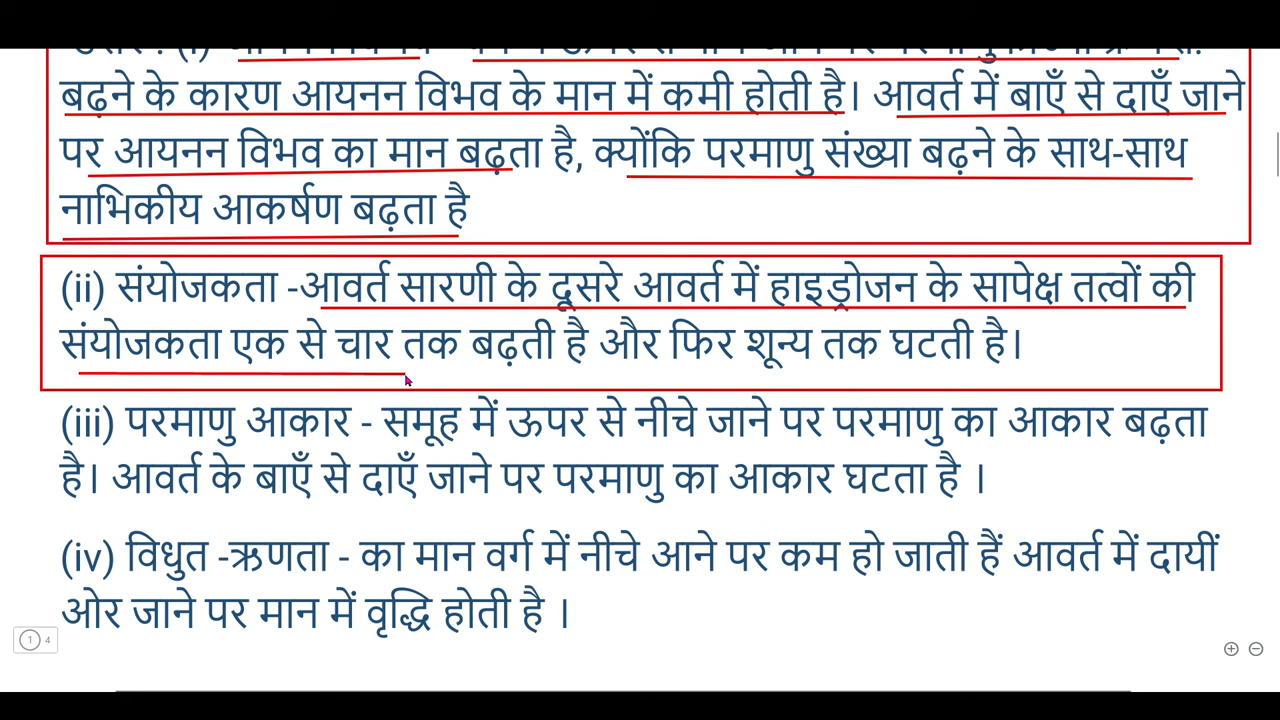 बढ़ने के कारण आयनन विभव के मान में कमी होती है। आवर्त में बाएँ से दाएँ जाने
पर आयनन विभव का मान बढ़ता है, क्योंकि परमाणु संख्या बढ़ने के साथ-साथ
नाभिकीय आकर्षण बढ़ता है
(ii) संयोजकता -आवर्त सारणी के दूसरे आवर्त में हाइड्रोजन के सापेक्ष तत्वों की
संयोजकता एक से चार तक बढ़ती है और फिर शून्य तक घटती है।
(iii) परमाणु आकार - समूह में ऊपर से नीचे जाने पर परमाणु का आकार बढ़ता
है। आवर्त के बाएँ से दाएँ जाने पर परमाणु का आकार घटता है ।
(iv) विधुत -ऋणता - का मान वर्ग में नीचे आने पर कम हो जाती हैं आवर्त में दायीं
ओर जाने पर मान में वृद्धि होती है ।
1 4